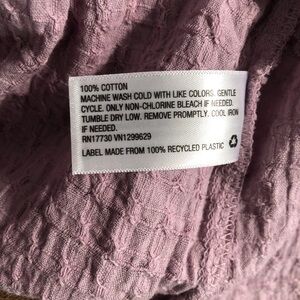 100% COTTON
MACHINE WASH COLD WITH LIKE COLORS. GENTLE
CYCLE. ONLY NON-CHLORINE BLEACH IF NEEDED.
TUMBLE DRY LOW. REMOVE PROMPTLY. COOL IRON
IF NEEDED.
RN17730 VN1299629
LABEL MADE FROM 100% RECYCLED PLASTIC